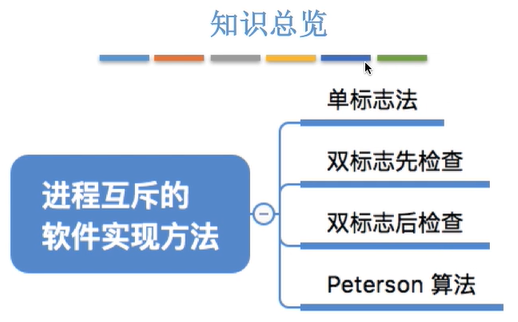 知识总览
进程互斥的
软件实现方法
单标志法
双标志先检查
双标志后检查
Peterson 算法